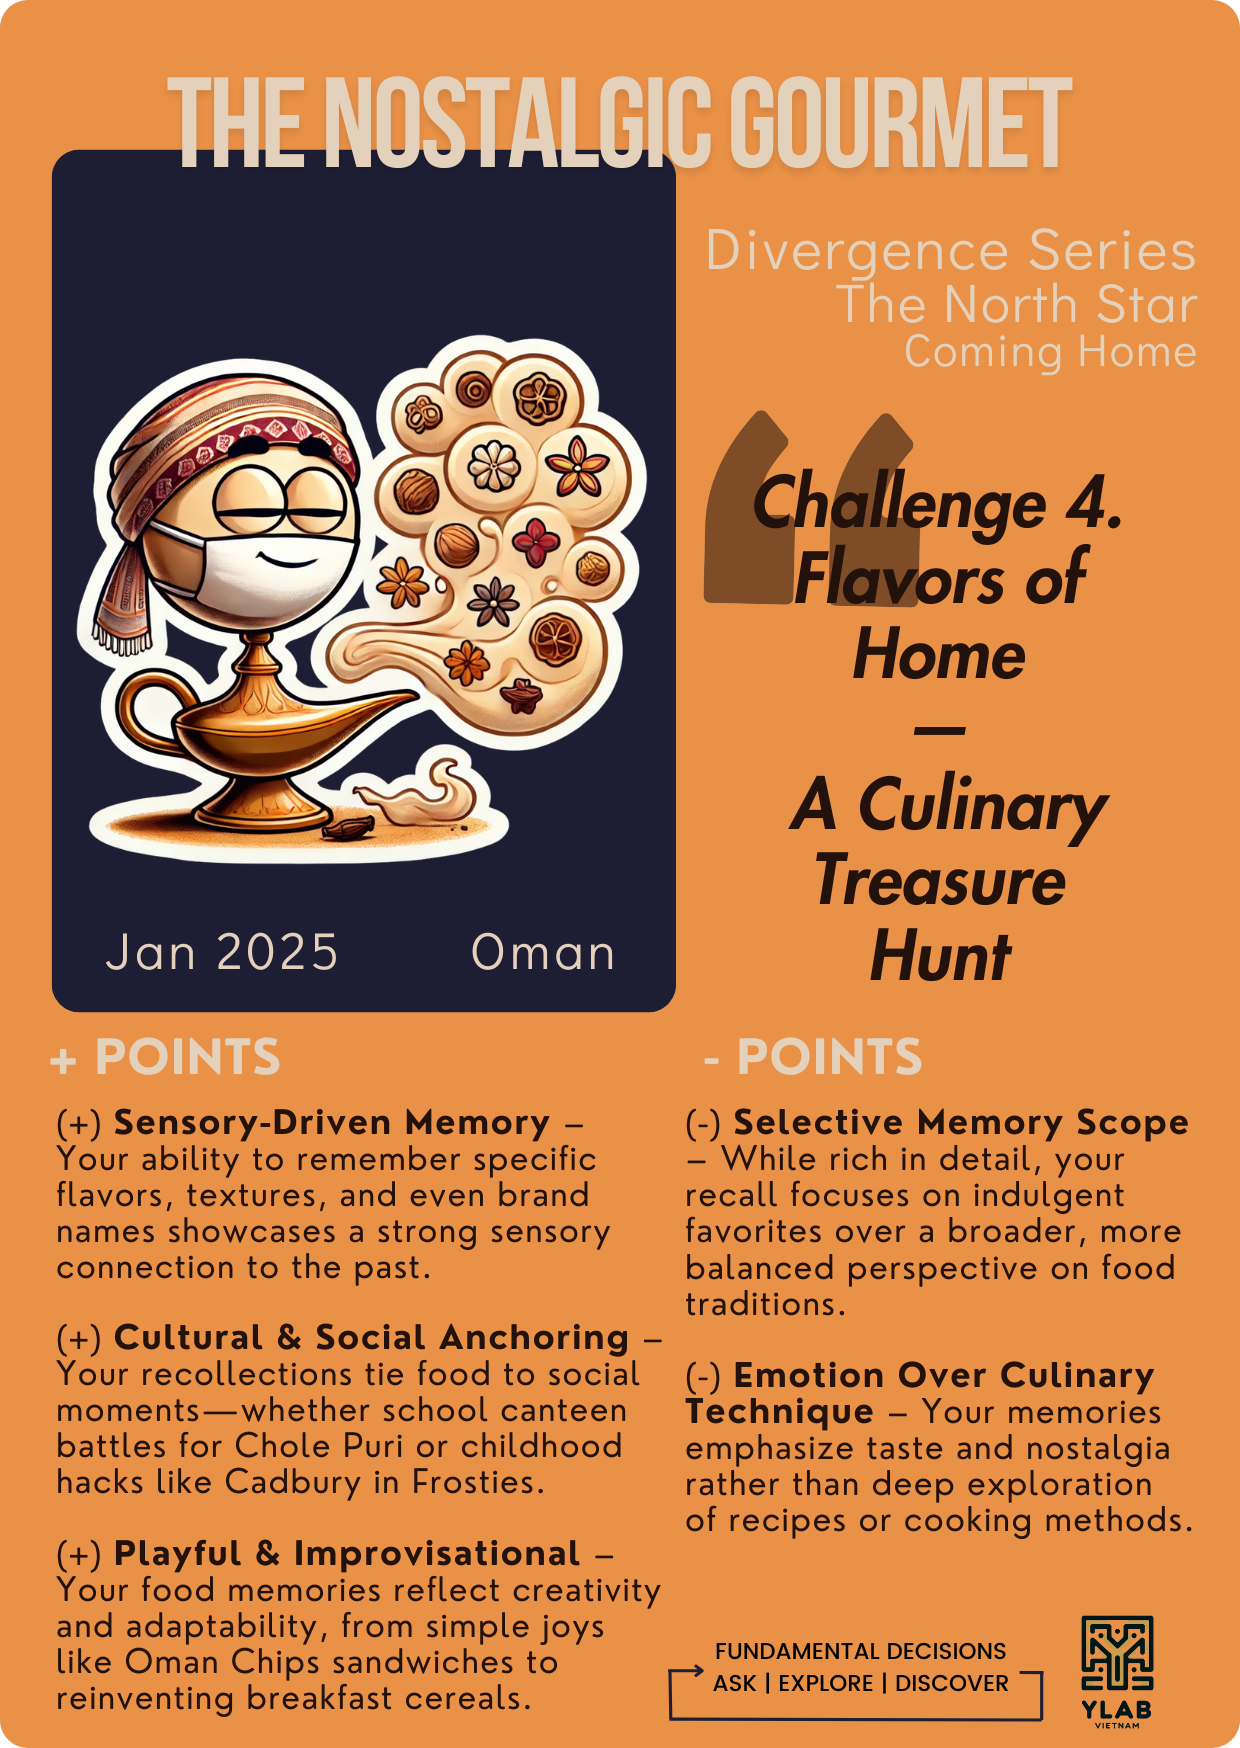 THE NOSTALGIC GOURMET
Divergence Series
The North Star
Coming Home
Challenge 4.
Flavors of
Home
—
A Culinary
Treasure
Hunt
Jan 2025 Oman
+ POINTS
(+) Sensory-Driven Memory –
Your ability to remember specific
flavors, textures, and even brand
names showcases a strong sensory
connection to the past.
(+) Cultural & Social Anchoring –
Your recollections tie food to social
moments—whether school canteen
battles for Chole Puri or childhood
hacks like Cadbury in Frosties.
(+) Playful & Improvisational –
Your food memories reflect creativity
and adaptability, from simple joys
like Oman Chips sandwiches to
reinventing breakfast cereals.
- POINTS
(-) Selective Memory Scope
– While rich in detail, your
recall focuses on indulgent
favorites over a broader, more
balanced perspective on food
traditions.
(-) Emotion Over Culinary
Technique – Your memories
emphasize taste and nostalgia
rather than deep exploration
of recipes or cooking methods.
FUNDAMENTAL DECISIONS
ASK | EXPLORE | DISCOVER
YLAB
VIETNAM